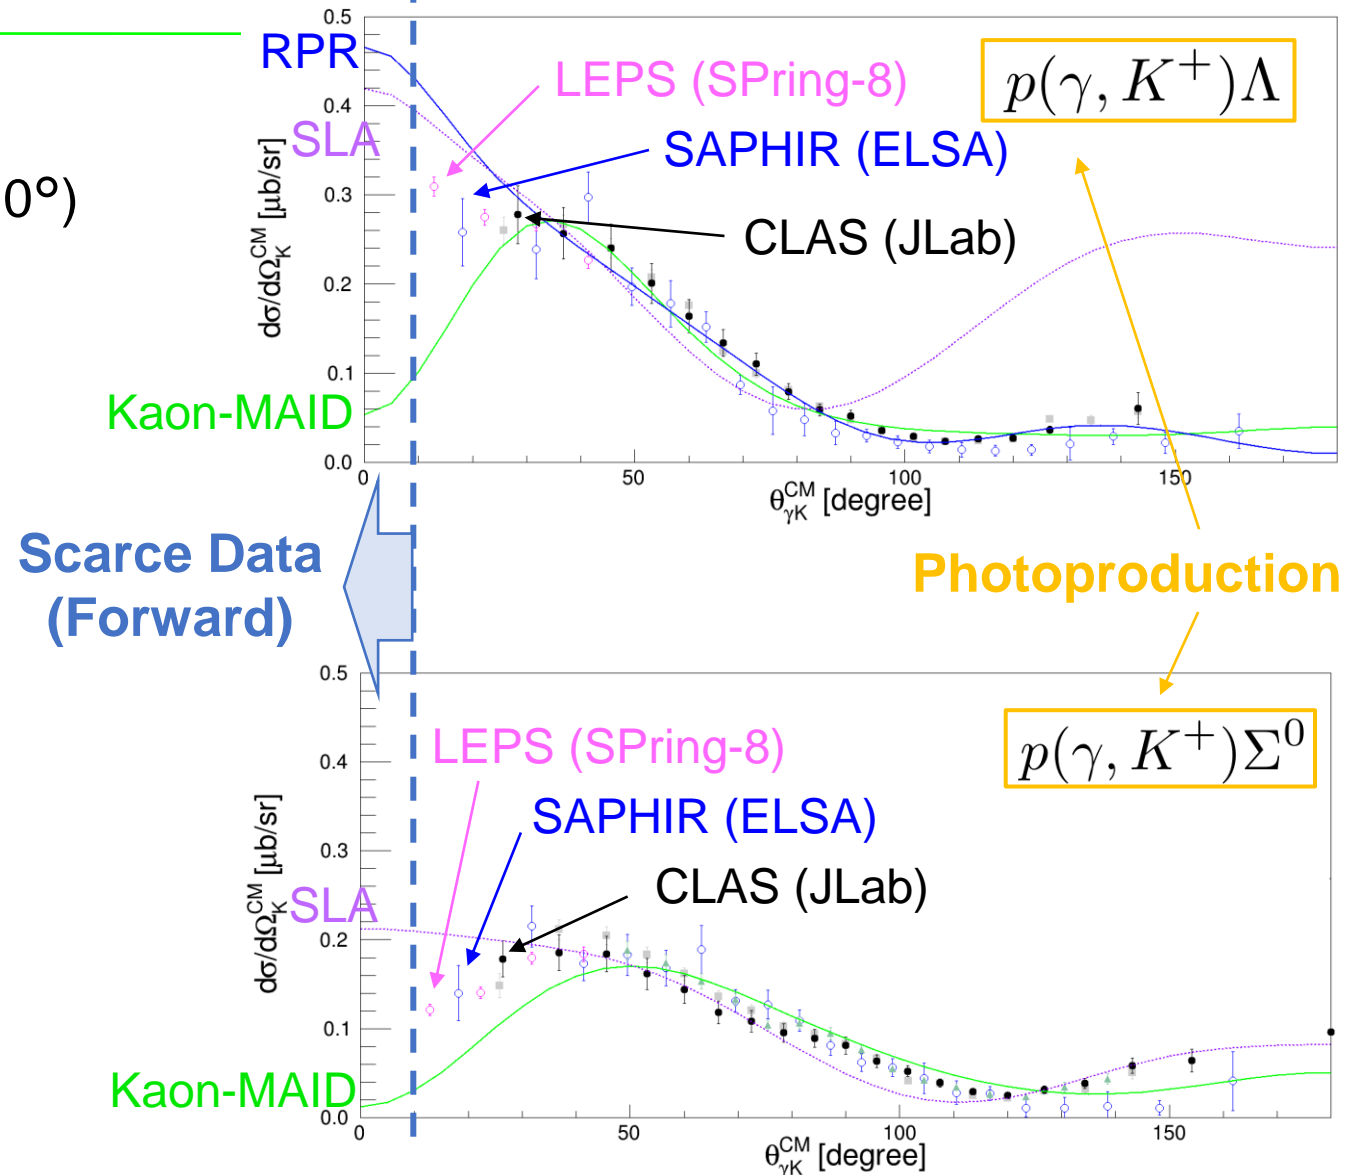 0.5
RPR
LEPS (SPring-8)
p(γ, K⁺)Λ
0.4
SLA
SAPHIR (ELSA)
0°)
0.3
CLAS (JLab)
dσ/dΩ_K^CM [μb/sr]
0.2
0.1
Kaon-MAID
0.0
0 50 100 150
θ_γK^CM [degree]
Scarce Data
(Forward)
Photoproduction
0.5
LEPS (SPring-8)
p(γ, K⁺)Σ⁰
0.4
SAPHIR (ELSA)
0.3
CLAS (JLab)
dσ/dΩ_K^CM [μb/sr]
SLA
0.2
0.1
Kaon-MAID
0.0
0 50 100 150
θ_γK^CM [degree]